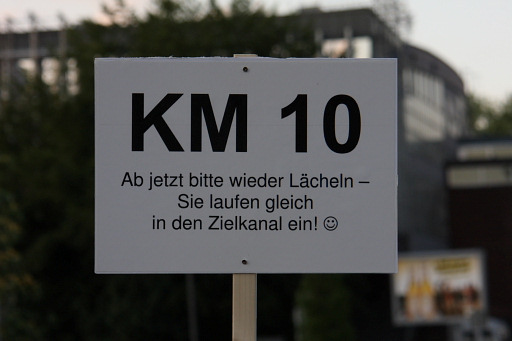 KM 10
Ab jetzt bitte wieder Lächeln –
Sie laufen gleich
in den Zielkanal ein! ☺